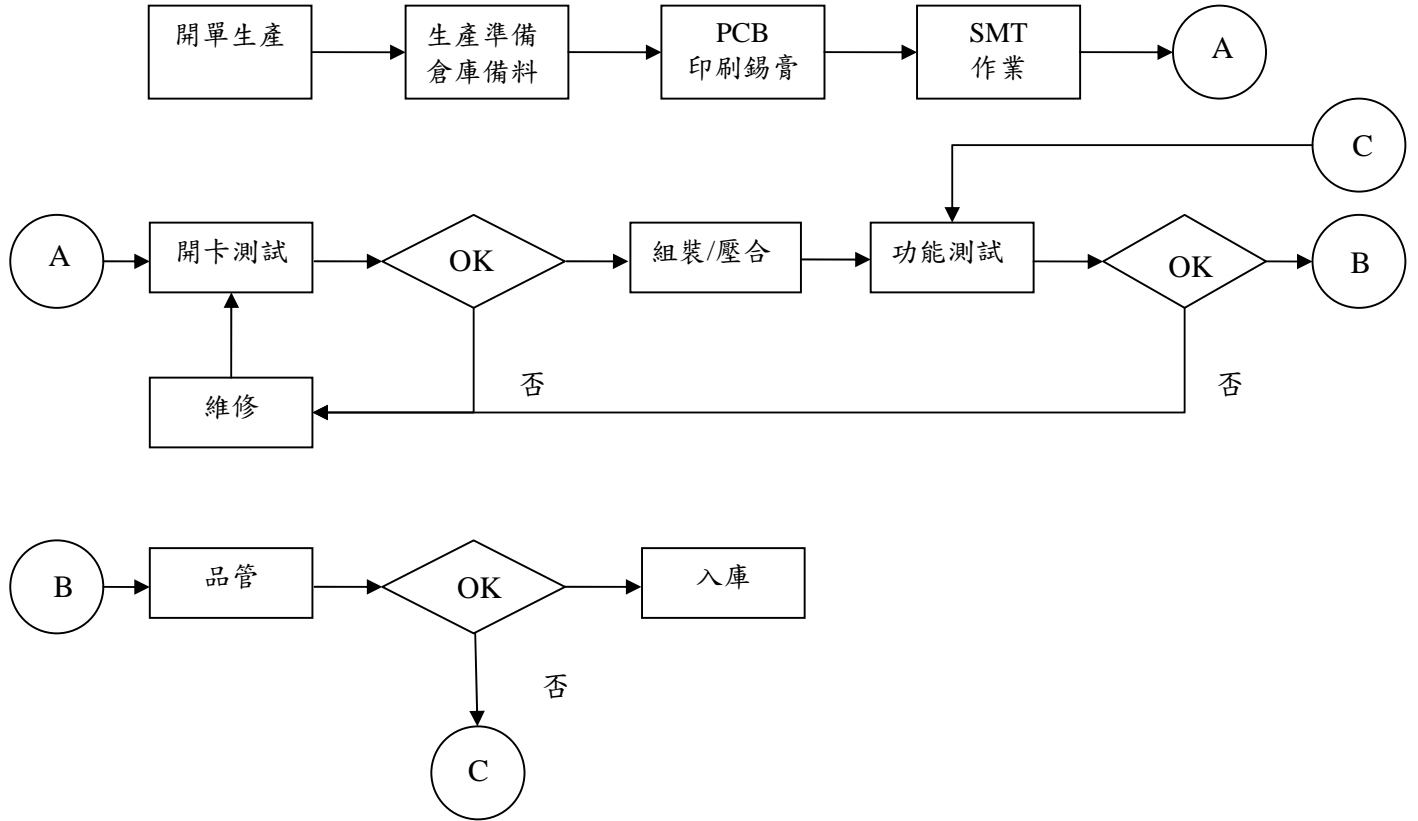 開單生產
生產準備
倉庫備料
PCB
印刷錫膏
SMT
作業
A
C
A
開卡測試
OK
組裝/壓合
功能測試
OK
B
維修
否
否
B
品管
OK
入庫
否
C